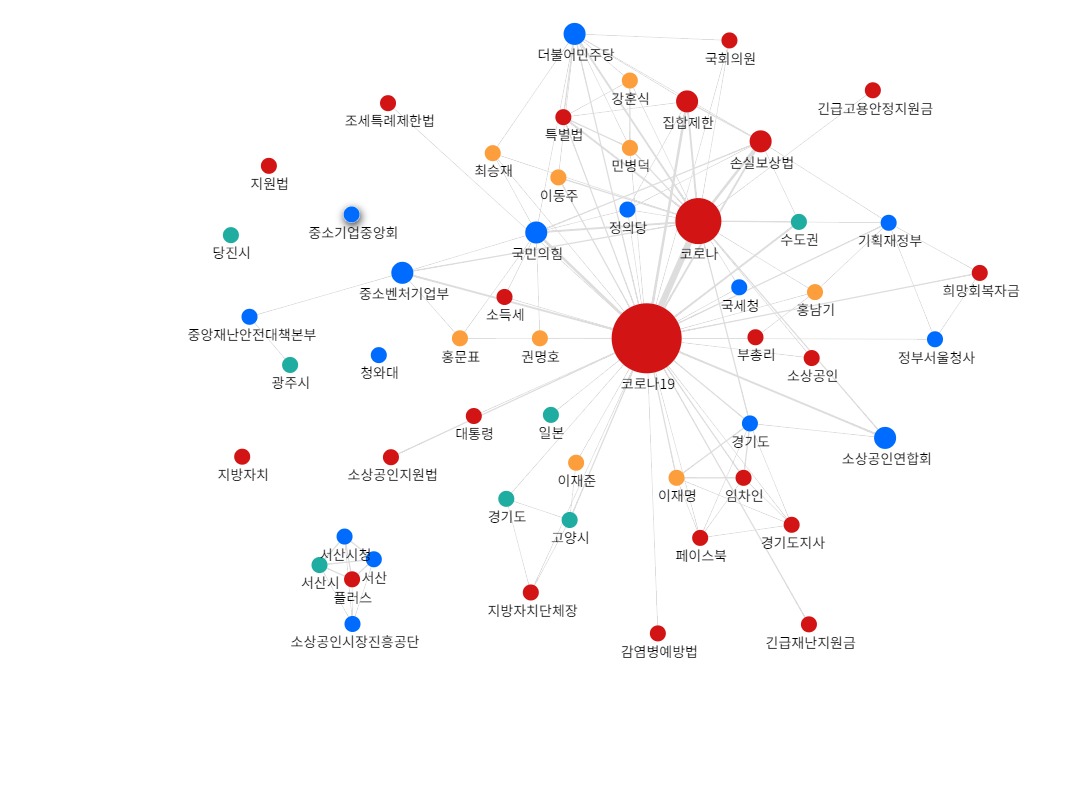 더불어민주당
국회의원
강훈식
긴급고용안정지원금
집합제한
조세특례제한법
특별법
손실보상법
민병덕
최승재
지원법
이동주
정의당
중소기업중앙회
수도권
기획재정부
당진시
국민의힘
코로나
중소벤처기업부
희망회복자금
국세청
홍남기
소득세
중앙재난안전대책본부
홍문표
권명호
부총리
정부서울청사
청와대
소상공인
광주시
코로나19
대통령
일본
경기도
소상공인연합회
지방자치
소상공인지원법
이재준
이재명
임차인
경기도
고양시
경기도지사
서산시청
페이스북
서산시
서산
플러스
지방자치단체장
소상공인시장진흥공단
감염병예방법
긴급재난지원금